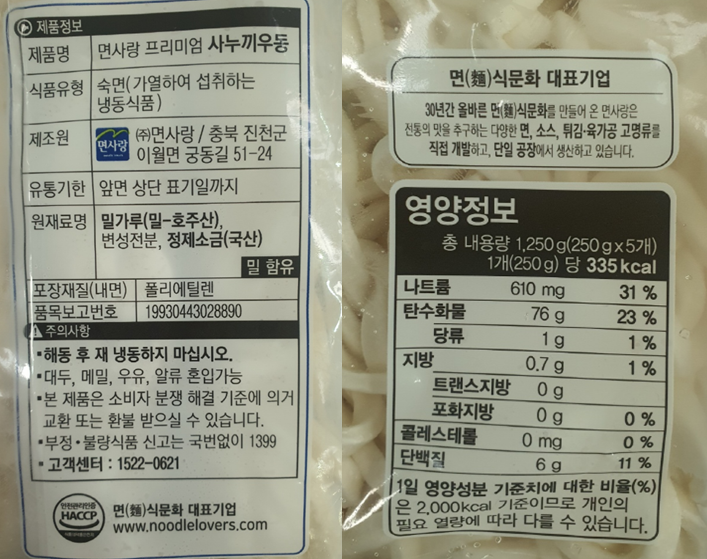 제품정보
제품명 면사랑 프리미엄 사누끼우동
식품유형 숙면(가열하여 섭취하는
냉동식품)
제조원 면사랑 ㈜면사랑 / 충북 진천군
이월면 궁동길 51-24
유통기한 앞면 상단 표기일까지
원재료명 밀가루(밀-호주산),
변성전분, 정제소금(국산)
밀 함유
포장재질(내면) 폴리에틸렌
품목보고번호 19930443028890
주의사항
▪해동 후 재 냉동하지 마십시오.
▪대두, 메밀, 우유, 알류 혼입가능
▪본 제품은 소비자 분쟁 해결 기준에 의거
교환 또는 환불 받으실 수 있습니다.
▪부정·불량식품 신고는 국번없이 1399
▪고객센터 : 1522-0621
안전관리인증
HACCP
면(麵)식문화 대표기업
www.noodlelovers.com
면(麵)식문화 대표기업
30년간 올바른 면(麵)식문화를 만들어 온 면사랑은
전통의 맛을 추구하는 다양한 면, 소스, 튀김·육가공 고명류를
직접 개발하고, 단일 공장에서 생산하고 있습니다.
영양정보
총 내용량 1,250 g(250 g x 5개)
1개(250 g) 당 335 kcal
나트륨 610 mg 31 %
탄수화물 76 g 23 %
당류 1 g 1 %
지방 0.7 g 1 %
트랜스지방 0 g
포화지방 0 g 0 %
콜레스테롤 0 mg 0 %
단백질 6 g 11 %
1일 영양성분 기준치에 대한 비율(%)
은 2,000kcal 기준이므로 개인의
필요 열량에 따라 다를 수 있습니다.